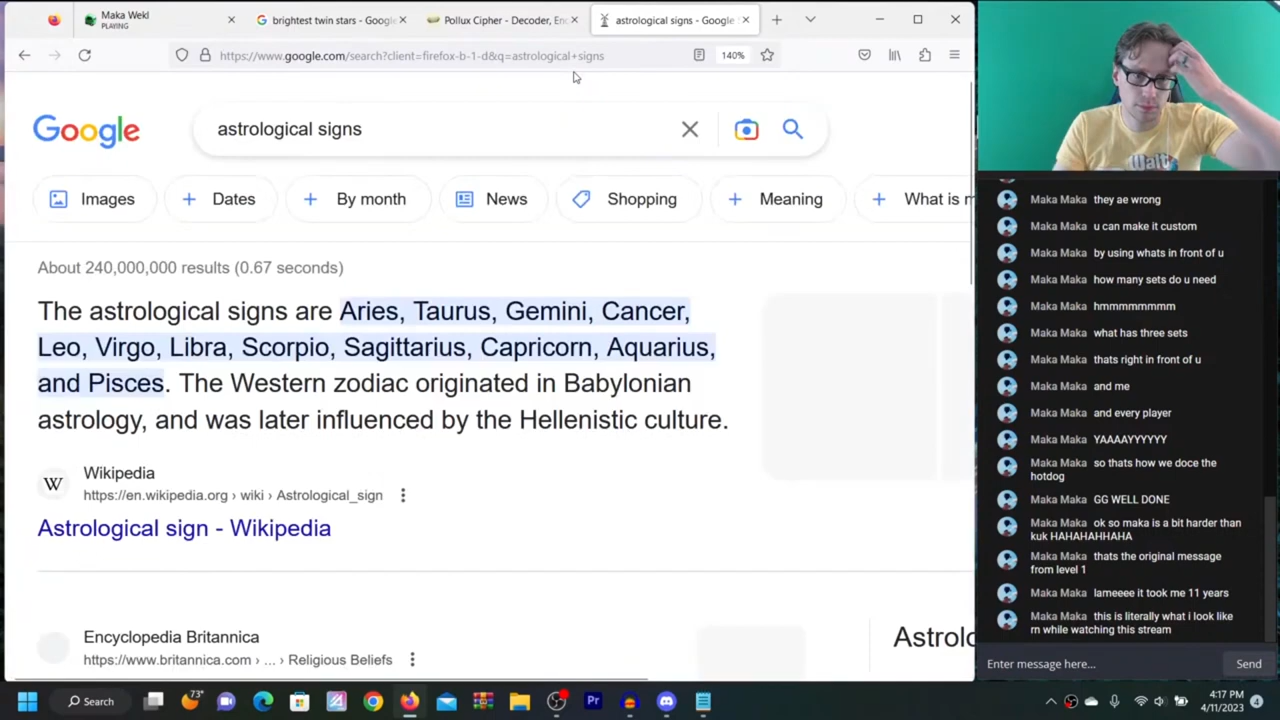 Maka Wekl
PLAYING
brightest twin stars - Google
Pollux Cipher - Decoder, Enc
astrological signs - Google
https://www.google.com/search?client=firefox-b-1-d&q=astrological+signs
140%
Google
astrological signs
Images
Dates
By month
News
Shopping
Meaning
What is m
About 240,000,000 results (0.67 seconds)
The astrological signs are Aries, Taurus, Gemini, Cancer,
Leo, Virgo, Libra, Scorpio, Sagittarius, Capricorn, Aquarius,
and Pisces. The Western zodiac originated in Babylonian
astrology, and was later influenced by the Hellenistic culture.
W
Wikipedia
https://en.wikipedia.org › wiki › Astrological_sign
Astrological sign - Wikipedia
Encyclopedia Britannica
https://www.britannica.com › ... › Religious Beliefs
Astrolo
Wait
Maka Maka they ae wrong
Maka Maka u can make it custom
Maka Maka by using whats in front of u
Maka Maka how many sets do u need
Maka Maka hmmmmmmm
Maka Maka what has three sets
Maka Maka thats right in front of u
Maka Maka and me
Maka Maka and every player
Maka Maka YAAAAYYYYYY
Maka Maka so thats how we doce the
hotdog
Maka Maka GG WELL DONE
Maka Maka ok so maka is a bit harder than
kuk HAHAHAHHAHA
Maka Maka thats the original message
from level 1
Maka Maka lameeee it took me 11 years
Maka Maka this is literally what i look like
rn while watching this stream
Enter message here...
Send
73°
Search
Pr
4:17 PM
4/11/2023
4